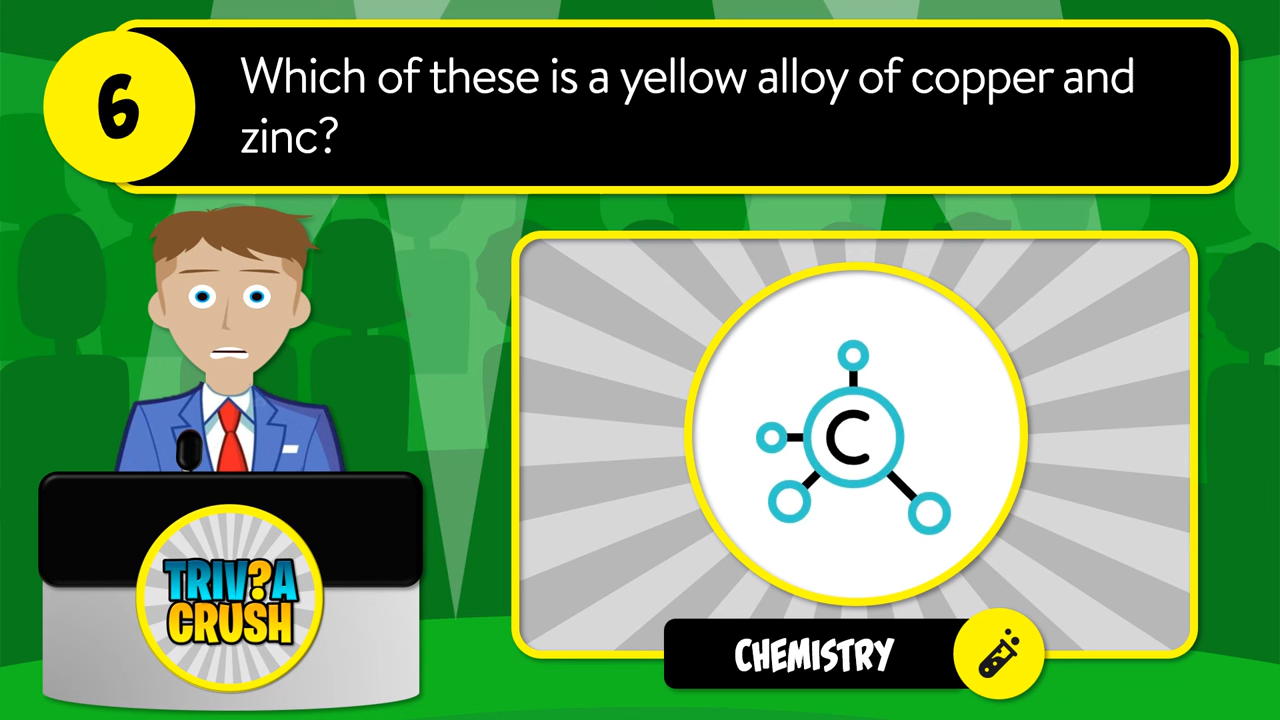 6
Which of these is a yellow alloy of copper and
zinc?
C
TRIV?A
CRUSH
CHEMISTRY